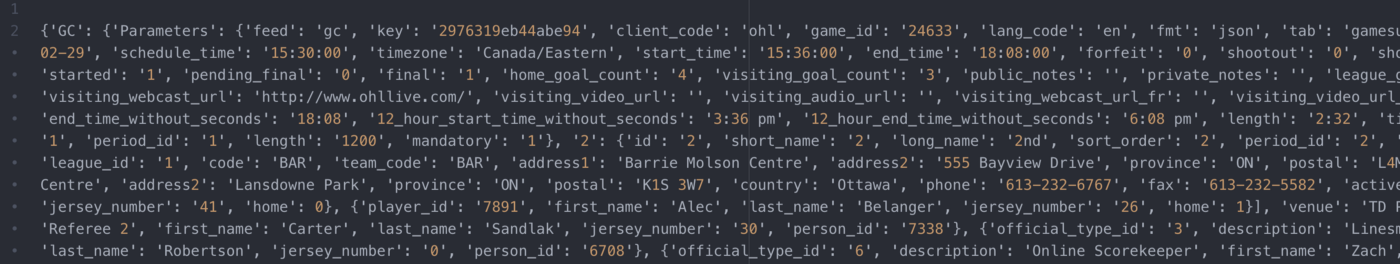 1
2 {'GC': {'Parameters': {'feed': 'gc', 'key': '2976319eb44abe94', 'client_code': 'ohl', 'game_id': '24633', 'lang_code': 'en', 'fmt': 'json', 'tab': 'gamesu
02-29', 'schedule_time': '15:30:00', 'timezone': 'Canada/Eastern', 'start_time': '15:36:00', 'end_time': '18:08:00', 'forfeit': '0', 'shootout': '0', 'sho
'started': '1', 'pending_final': '0', 'final': '1', 'home_goal_count': '4', 'visiting_goal_count': '3', 'public_notes': '', 'private_notes': '', 'league_
'visiting_webcast_url': 'http://www.ohllive.com/', 'visiting_video_url': '', 'visiting_audio_url': '', 'visiting_webcast_url_fr': '', 'visiting_video_url_
'end_time_without_seconds': '18:08', '12_hour_start_time_without_seconds': '3:36 pm', '12_hour_end_time_without_seconds': '6:08 pm', 'length': '2:32', 'ti
'1', 'period_id': '1', 'length': '1200', 'mandatory': '1'}, '2': {'id': '2', 'short_name': '2', 'long_name': '2nd', 'sort_order': '2', 'period_id': '2',
'league_id': '1', 'code': 'BAR', 'team_code': 'BAR', 'address1': 'Barrie Molson Centre', 'address2': '555 Bayview Drive', 'province': 'ON', 'postal': 'L4M
Centre', 'address2': 'Lansdowne Park', 'province': 'ON', 'postal': 'K1S 3W7', 'country': 'Ottawa', 'phone': '613-232-6767', 'fax': '613-232-5582', 'active
'jersey_number': '41', 'home': 0}, {'player_id': '7891', 'first_name': 'Alec', 'last_name': 'Belanger', 'jersey_number': '26', 'home': 1}], 'venue': 'TD P
'Referee 2', 'first_name': 'Carter', 'last_name': 'Sandlak', 'jersey_number': '30', 'person_id': '7338'}, {'official_type_id': '3', 'description': 'Linesm
'last_name': 'Robertson', 'jersey_number': '0', 'person_id': '6708'}, {'official_type_id': '6', 'description': 'Online Scorekeeper', 'first_name': 'Zach'